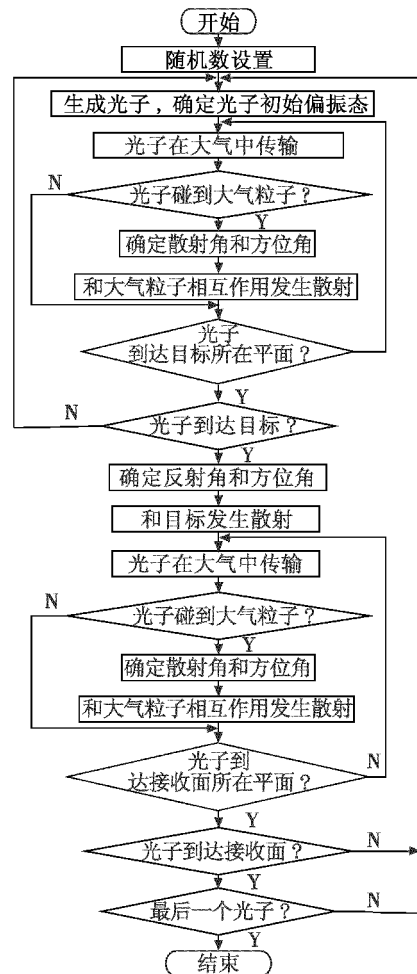 开始
随机数设置
生成光子，确定光子初始偏振态
光子在大气中传输
N
光子碰到大气粒子？
Y
确定散射角和方位角
和大气粒子相互作用发生散射
光子
到达目标所在平面？
Y
N
光子到达目标？
Y
确定反射角和方位角
和目标发生散射
光子在大气中传输
N
光子碰到大气粒子？
Y
确定散射角和方位角
和大气粒子相互作用发生散射
光子到
达接收面所在平面？
N
Y
光子到达接收面？
N
Y
最后一个光子？
N
Y
结束